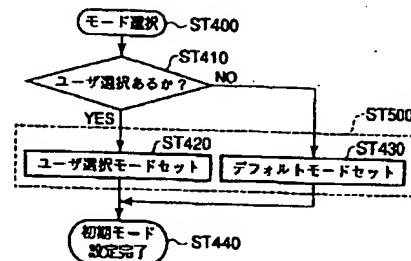 モード選択
ST400
ST410
ユーザ選択あるか?
NO
YES
ST500
ST420
ST430
ユーザ選択モードセット
デフォルトモードセット
初期モード
設定完了
ST440